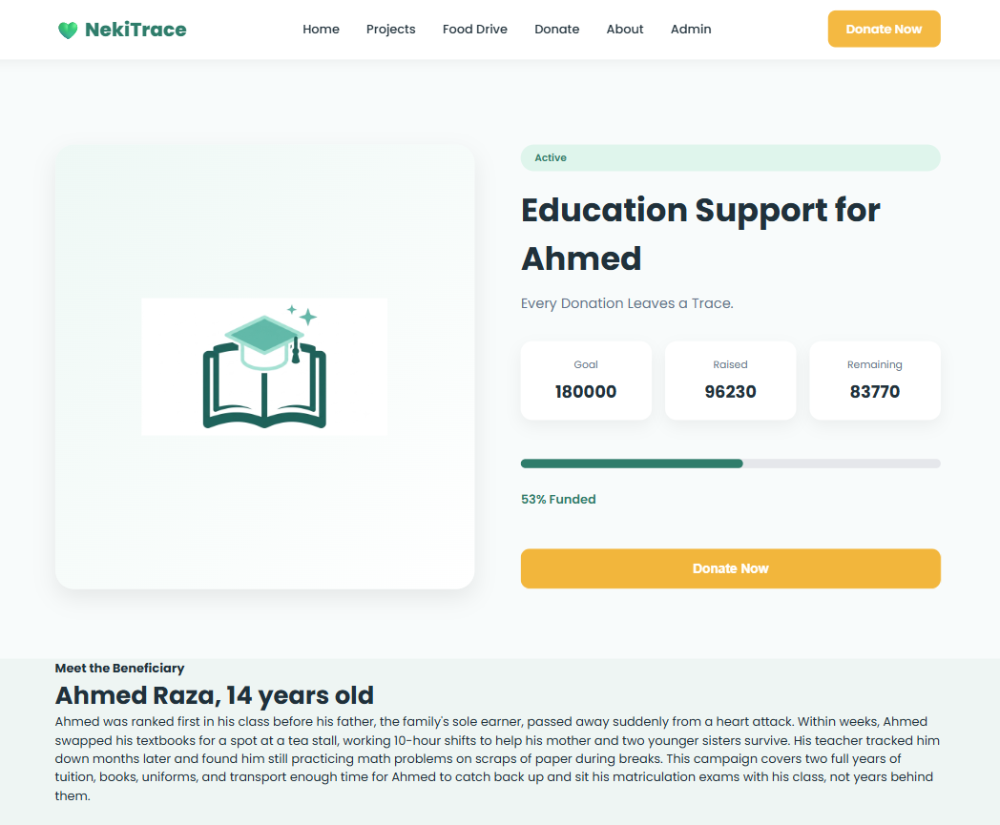 NekiTrace
Home Projects Food Drive Donate About Admin
Donate Now
Active
Education Support for
Ahmed
Every Donation Leaves a Trace.
Goal Raised Remaining
180000 96230 83770
53% Funded
Donate Now
Meet the Beneficiary
Ahmed Raza, 14 years old
Ahmed was ranked first in his class before his father, the family's sole earner, passed away suddenly from a heart attack. Within weeks, Ahmed
swapped his textbooks for a spot at a tea stall, working 10-hour shifts to help his mother and two younger sisters survive. His teacher tracked him
down months later and found him still practicing math problems on scraps of paper during breaks. This campaign covers two full years of
tuition, books, uniforms, and transport enough time for Ahmed to catch back up and sit his matriculation exams with his class, not years behind
them.